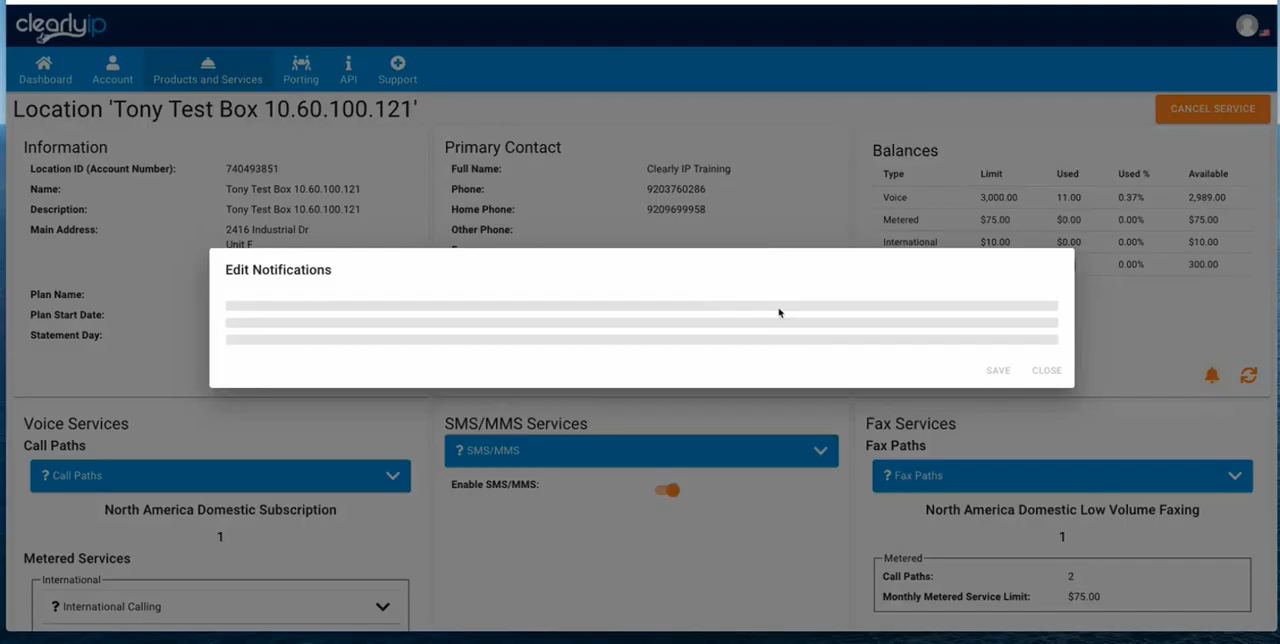 clearlyip
Dashboard
Account
Products and Services
Porting
API
Support
Location 'Tony Test Box 10.60.100.121'
CANCEL SERVICE
Information
Location ID (Account Number): 740493851
Name: Tony Test Box 10.60.100.121
Description: Tony Test Box 10.60.100.121
Main Address: 2416 Industrial Dr
Unit F
Plan Name:
Plan Start Date:
Statement Day:
Primary Contact
Full Name: Clearly IP Training
Phone: 9203760286
Home Phone: 9209699958
Other Phone:
Balances
Type Limit Used Used % Available
Voice 3,000.00 11.00 0.37% 2,989.00
Metered $75.00 $0.00 0.00% $75.00
International $10.00 $0.00 0.00% $10.00
0.00% 300.00
Edit Notifications
SAVE CLOSE
Voice Services
Call Paths
? Call Paths
North America Domestic Subscription
1
Metered Services
International
? International Calling
SMS/MMS Services
? SMS/MMS
Enable SMS/MMS:
Fax Services
Fax Paths
? Fax Paths
North America Domestic Low Volume Faxing
1
Metered
Call Paths: 2
Monthly Metered Service Limit: $75.00